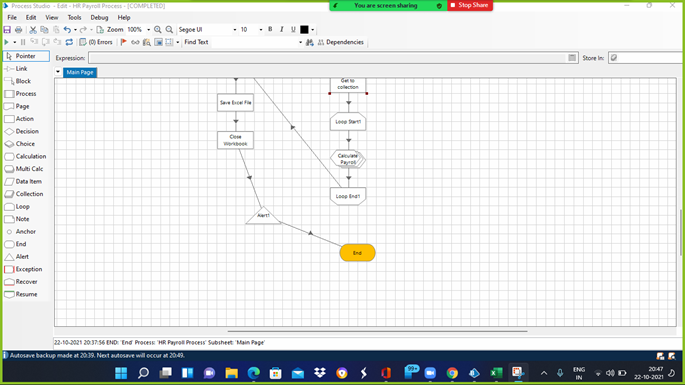 Process Studio - Edit - HR Payroll Process - [COMPLETED]
You are screen sharing
Stop Share
File Edit View Tools Debug Help
Zoom 100% Segoe UI 10 B I U
(0) Errors Find Text Dependencies
Pointer
Expression: Store In:
Link
Main Page
Block
Process
Page
Action
Decision
Choice
Calculation
Multi Calc
Data Item
Collection
Loop
Note
Anchor
End
Alert
Exception
Recover
Resume
Get to
collection
Save Excel File
Loop Start1
Close
Workbook
Calculate
Payroll
Loop End1
Alert1
End
22-10-2021 20:37:56 END: 'End' Process: 'HR Payroll Process' Subsheet: 'Main Page'
Autosave backup made at 20:39. Next autosave will occur at 20:49.
99+
ENG
IN
20:47
22-10-2021